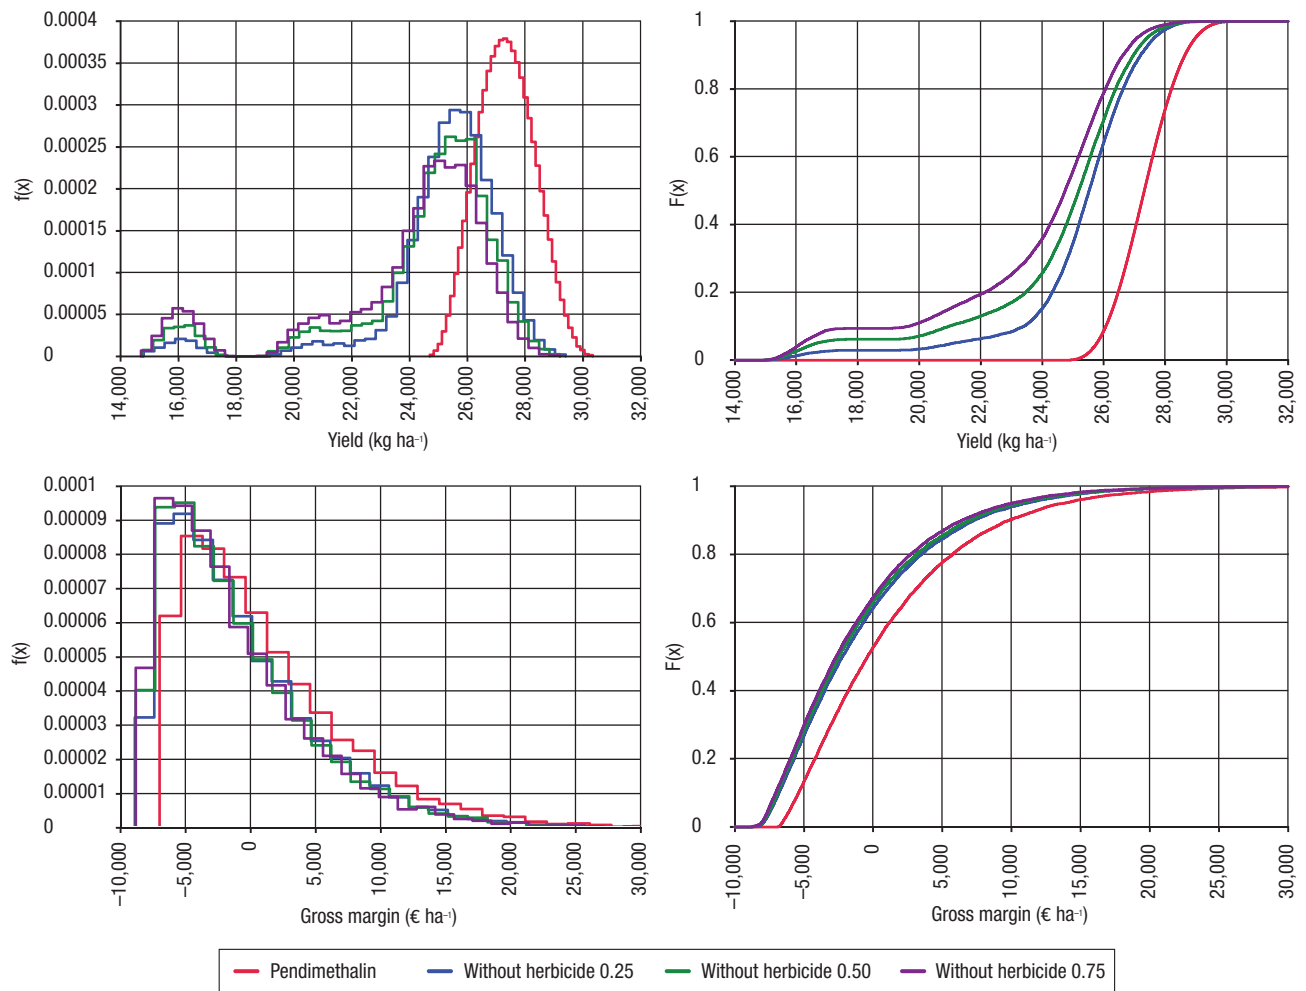 0.0004
0.00035
0.0003
0.00025
0.0002
0.00015
0.0001
0.00005
0
f(x)
14,000 16,000 18,000 20,000 22,000 24,000 26,000 28,000 30,000 32,000
Yield (kg ha⁻¹)
1
0.8
0.6
0.4
0.2
0
F(x)
14,000 16,000 18,000 20,000 22,000 24,000 26,000 28,000 30,000 32,000
Yield (kg ha⁻¹)
0.0001
0.00009
0.00008
0.00007
0.00006
0.00005
0.00004
0.00003
0.00002
0.00001
0
f(x)
−10,000 −5,000 0 5,000 10,000 15,000 20,000 25,000 30,000
Gross margin (€ ha⁻¹)
1
0.8
0.6
0.4
0.2
0
F(x)
−10,000 −5,000 0 5,000 10,000 15,000 20,000 25,000 30,000
Gross margin (€ ha⁻¹)
Pendimethalin Without herbicide 0.25 Without herbicide 0.50 Without herbicide 0.75